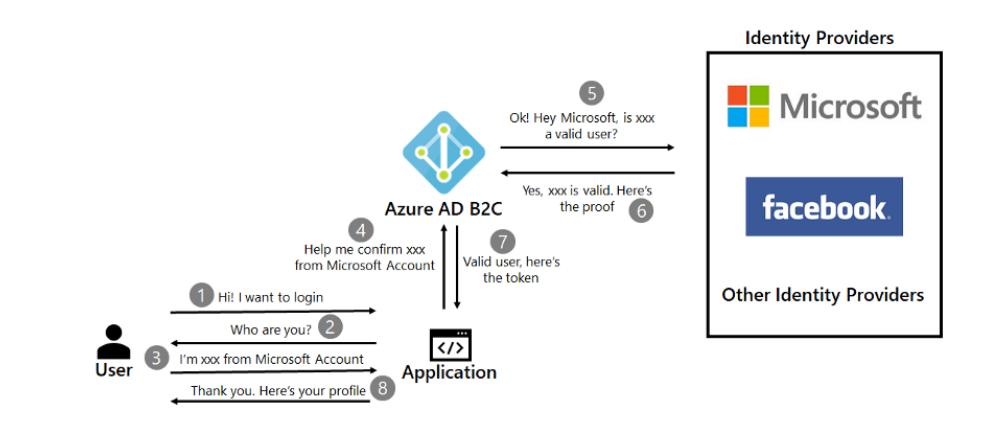 Identity Providers
Microsoft
facebook
Other Identity Providers
5
Ok! Hey Microsoft, is xxx
a valid user?
Yes, xxx is valid. Here's
the proof
6
Azure AD B2C
4
Help me confirm xxx
from Microsoft Account
7
Valid user, here's
the token
1 Hi! I want to login
Who are you? 2
3 I'm xxx from Microsoft Account
Thank you. Here's your profile 8
User
</>
Application